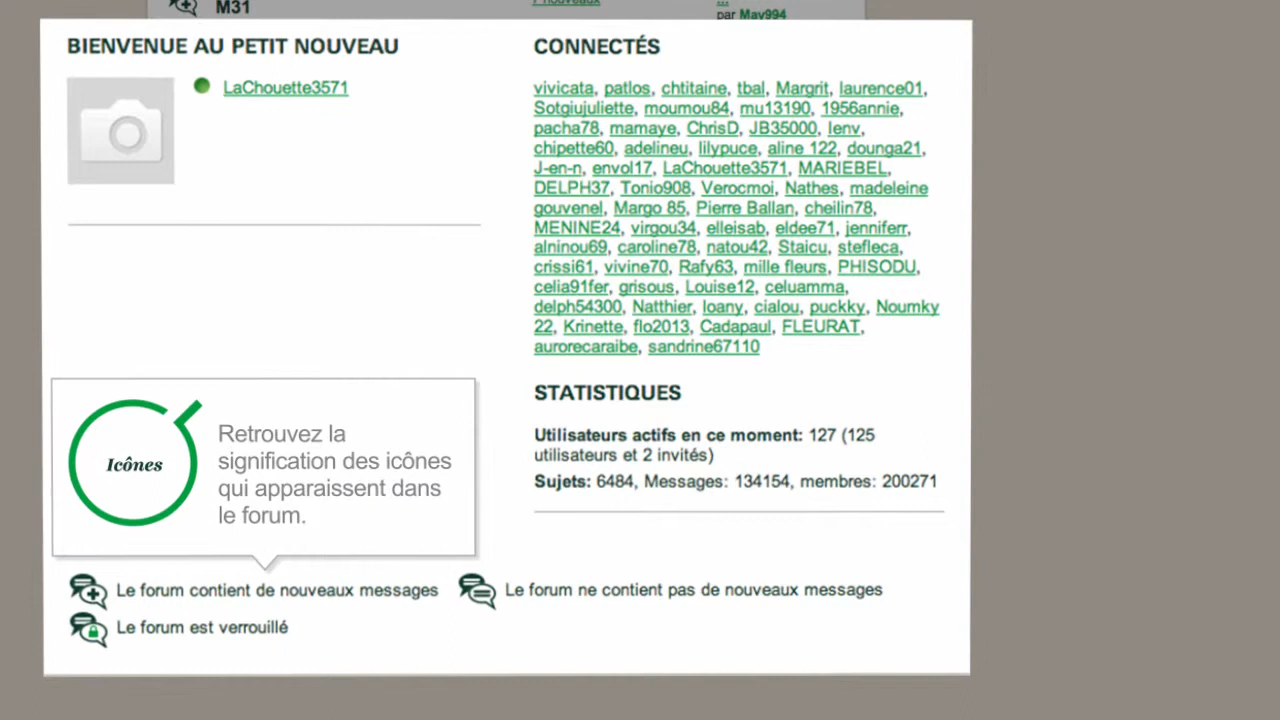 M31
par May994
BIENVENUE AU PETIT NOUVEAU
LaChouette3571
CONNECTÉS
vivicata, patlos, chtitaine, tbal, Margrit, laurence01,
Sotgiujuliette, moumou84, mu13190, 1956annie,
pacha78, mamaye, ChrisD, JB35000, lenv,
chipette60, adelineu, lilypuce, aline 122, dounga21,
J-en-n, envol17, LaChouette3571, MARIEBEL,
DELPH37, Tonio908, Verocmoi, Nathes, madeleine
gouvenel, Margo 85, Pierre Ballan, cheilin78,
MENINE24, virgou34, elleisab, eldee71, jenniferr,
alninou69, caroline78, natou42, Staicu, stefleca,
crissi61, vivine70, Rafy63, mille fleurs, PHISODU,
celia91fer, grisous, Louise12, celuamma,
delph54300, Natthier, loany, cialou, puckky, Noumky
22, Krinette, flo2013, Cadapaul, FLEURAT,
aurorecaraibe, sandrine67110
STATISTIQUES
Utilisateurs actifs en ce moment: 127 (125
utilisateurs et 2 invités)
Sujets: 6484, Messages: 134154, membres: 200271
Icônes
Retrouvez la
signification des icônes
qui apparaissent dans
le forum.
Le forum contient de nouveaux messages
Le forum ne contient pas de nouveaux messages
Le forum est verrouillé